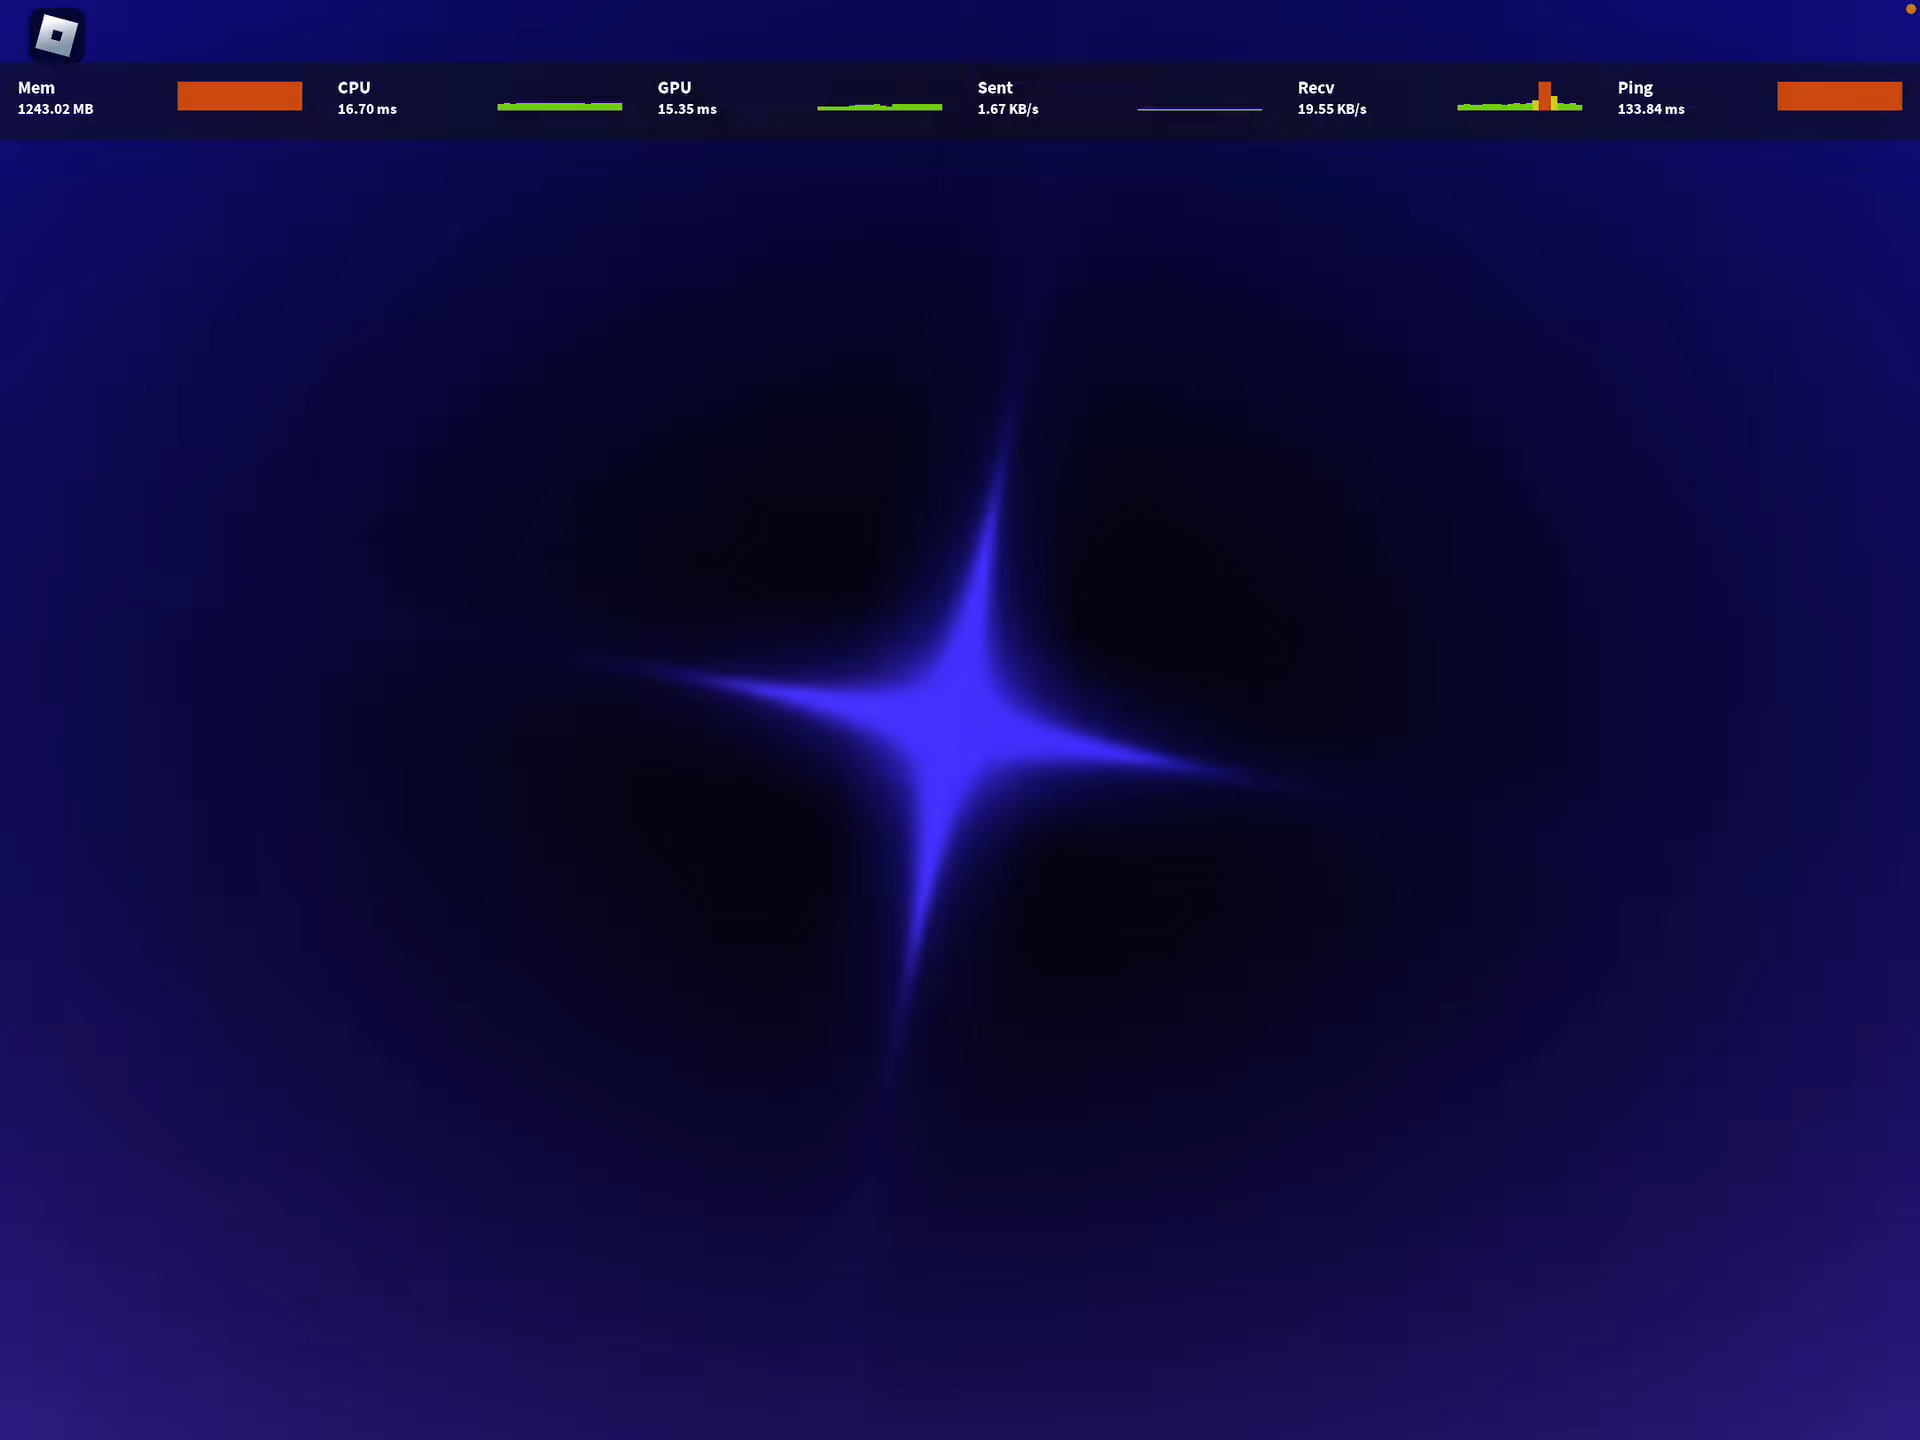 Mem
1243.02 MB
CPU
16.70 ms
GPU
15.35 ms
Sent
1.67 KB/s
Recv
19.55 KB/s
Ping
133.84 ms